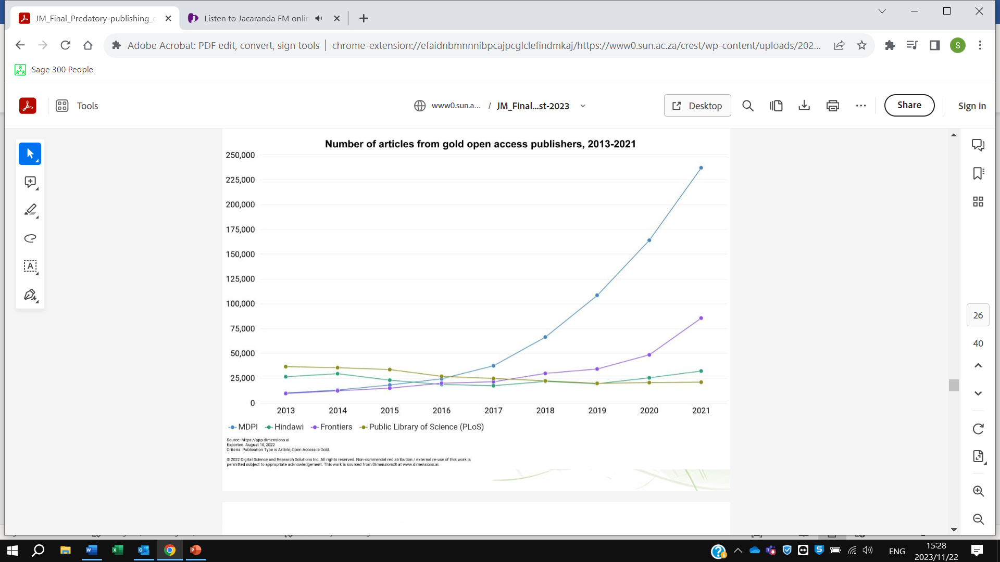 JM_Final_Predatory-publishing_c
Listen to Jacaranda FM onlin
Adobe Acrobat: PDF edit, convert, sign tools | chrome-extension://efaidnbmnnnibpcajpcglclefindmkaj/https://www0.sun.ac.za/crest/wp-content/uploads/202...
S
Sage 300 People
Tools
www0.sun.a... / JM_Final...st-2023
Desktop
Share
Sign in
Number of articles from gold open access publishers, 2013-2021
250,000
225,000
200,000
175,000
150,000
125,000
100,000
75,000
50,000
25,000
0
2013 2014 2015 2016 2017 2018 2019 2020 2021
MDPI Hindawi Frontiers Public Library of Science (PLoS)
Source: https://app.dimensions.ai
Exported: August 10, 2022
Criteria: Publication Type is Article; Open Access is Gold.
© 2022 Digital Science and Research Solutions Inc. All rights reserved. Non-commercial redistribution / external re-use of this work is
permitted subject to appropriate acknowledgement. This work is sourced from Dimensions® at www.dimensions.ai.
26
40
ENG
15:28
2023/11/22